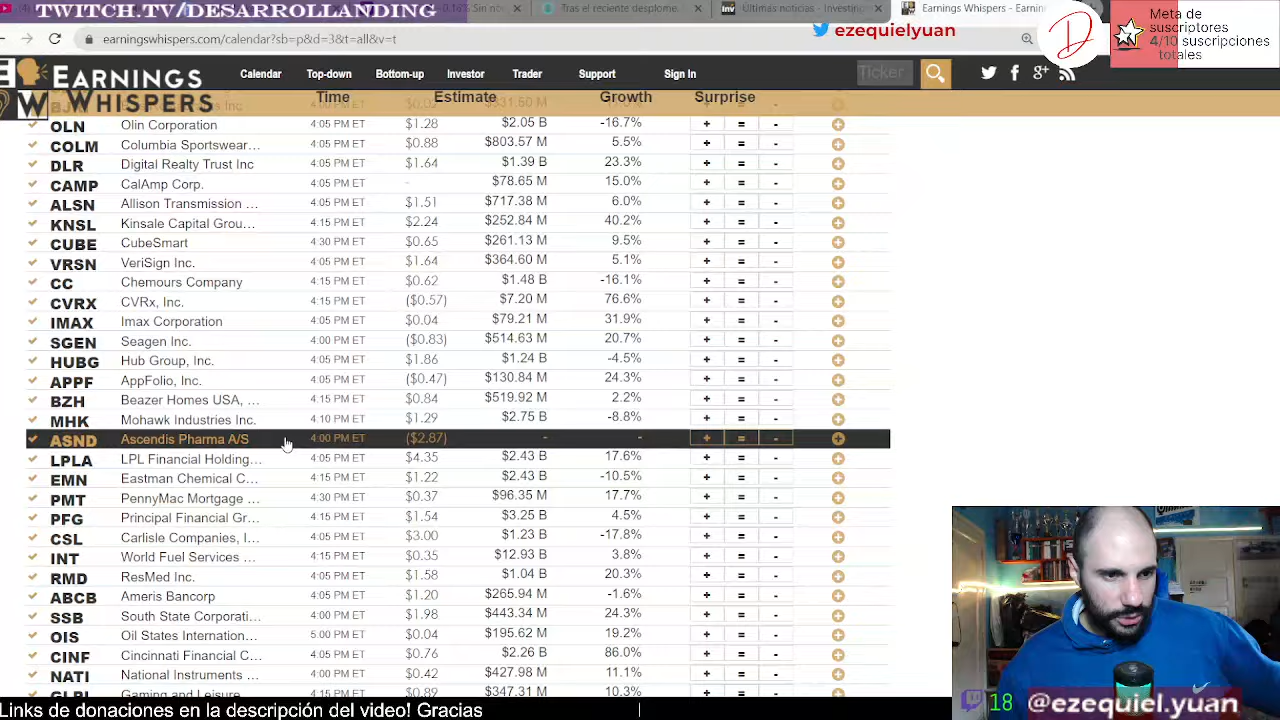 TWITCH.TV/DESARROLLANDING
0.16% Sin no
Tras el reciente desplome.
Últimas noticias - Investing
Earnings Whispers - Earnin
earningswhisper
endar?sb=p&d=3&t=all&v=t
ezequielyuan
Meta de
suscriptores
4/10 suscripciones
totales
EARNINGS
WHISPERS
Calendar Top-down Bottom-up Investor Trader Support Sign In
Ticker
Time Estimate Growth Surprise
OLN Olin Corporation 4:05 PM ET $1.28 $2.05 B -16.7% + = -
COLM Columbia Sportswear… 4:05 PM ET $0.88 $803.57 M 5.5% + = -
DLR Digital Realty Trust Inc 4:05 PM ET $1.64 $1.39 B 23.3% + = -
CAMP CalAmp Corp. 4:05 PM ET - $78.65 M 15.0% + = -
ALSN Allison Transmission … 4:05 PM ET $1.51 $717.38 M 6.0% + = -
KNSL Kinsale Capital Grou… 4:15 PM ET $2.24 $252.84 M 40.2% + = -
CUBE CubeSmart 4:30 PM ET $0.65 $261.13 M 9.5% + = -
VRSN VeriSign Inc. 4:05 PM ET $1.64 $364.60 M 5.1% + = -
CC Chemours Company 4:15 PM ET $0.62 $1.48 B -16.1% + = -
CVRX CVRx, Inc. 4:15 PM ET ($0.57) $7.20 M 76.6% + = -
IMAX Imax Corporation 4:05 PM ET $0.04 $79.21 M 31.9% + = -
SGEN Seagen Inc. 4:00 PM ET ($0.83) $514.63 M 20.7% + = -
HUBG Hub Group, Inc. 4:05 PM ET $1.86 $1.24 B -4.5% + = -
APPF AppFolio, Inc. 4:05 PM ET ($0.47) $130.84 M 24.3% + = -
BZH Beazer Homes USA, … 4:15 PM ET $0.84 $519.92 M 2.2% + = -
MHK Mohawk Industries Inc. 4:10 PM ET $1.29 $2.75 B -8.8% + = -
ASND Ascendis Pharma A/S 4:00 PM ET ($2.87) - - + = -
LPLA LPL Financial Holding… 4:05 PM ET $4.35 $2.43 B 17.6% + = -
EMN Eastman Chemical C… 4:30 PM ET $1.22 $2.43 B -10.5% + = -
PMT PennyMac Mortgage … 4:30 PM ET $0.37 $96.35 M 17.7% + = -
PFG Principal Financial Gr… 4:15 PM ET $1.54 $3.25 B 4.5% + = -
CSL Carlisle Companies, I… 4:05 PM ET $3.00 $1.23 B -17.8% + = -
INT World Fuel Services … 4:15 PM ET $0.35 $12.93 B 3.8% + = -
RMD ResMed Inc. 4:05 PM ET $1.58 $1.04 B 20.3% + = -
ABCB Ameris Bancorp 4:05 PM ET $1.20 $265.94 M -1.6% + = -
SSB South State Corporati… 4:00 PM ET $1.98 $448.34 M 24.3% + = -
OIS Oil States Internation… 5:00 PM ET $0.04 $195.62 M 19.2% + = -
CINF Cincinnati Financial C… 4:05 PM ET $0.76 $2.26 B 86.0% + = -
NATI National Instruments … 4:00 PM ET $0.42 $427.98 M 11.1% + = -
GLPI Gaming and Leisure 4:15 PM ET $0.82 $347.31 M 10.3% + = -
Links de donaciones en la descripción del video! Gracias
18 @ezequiel.yuan